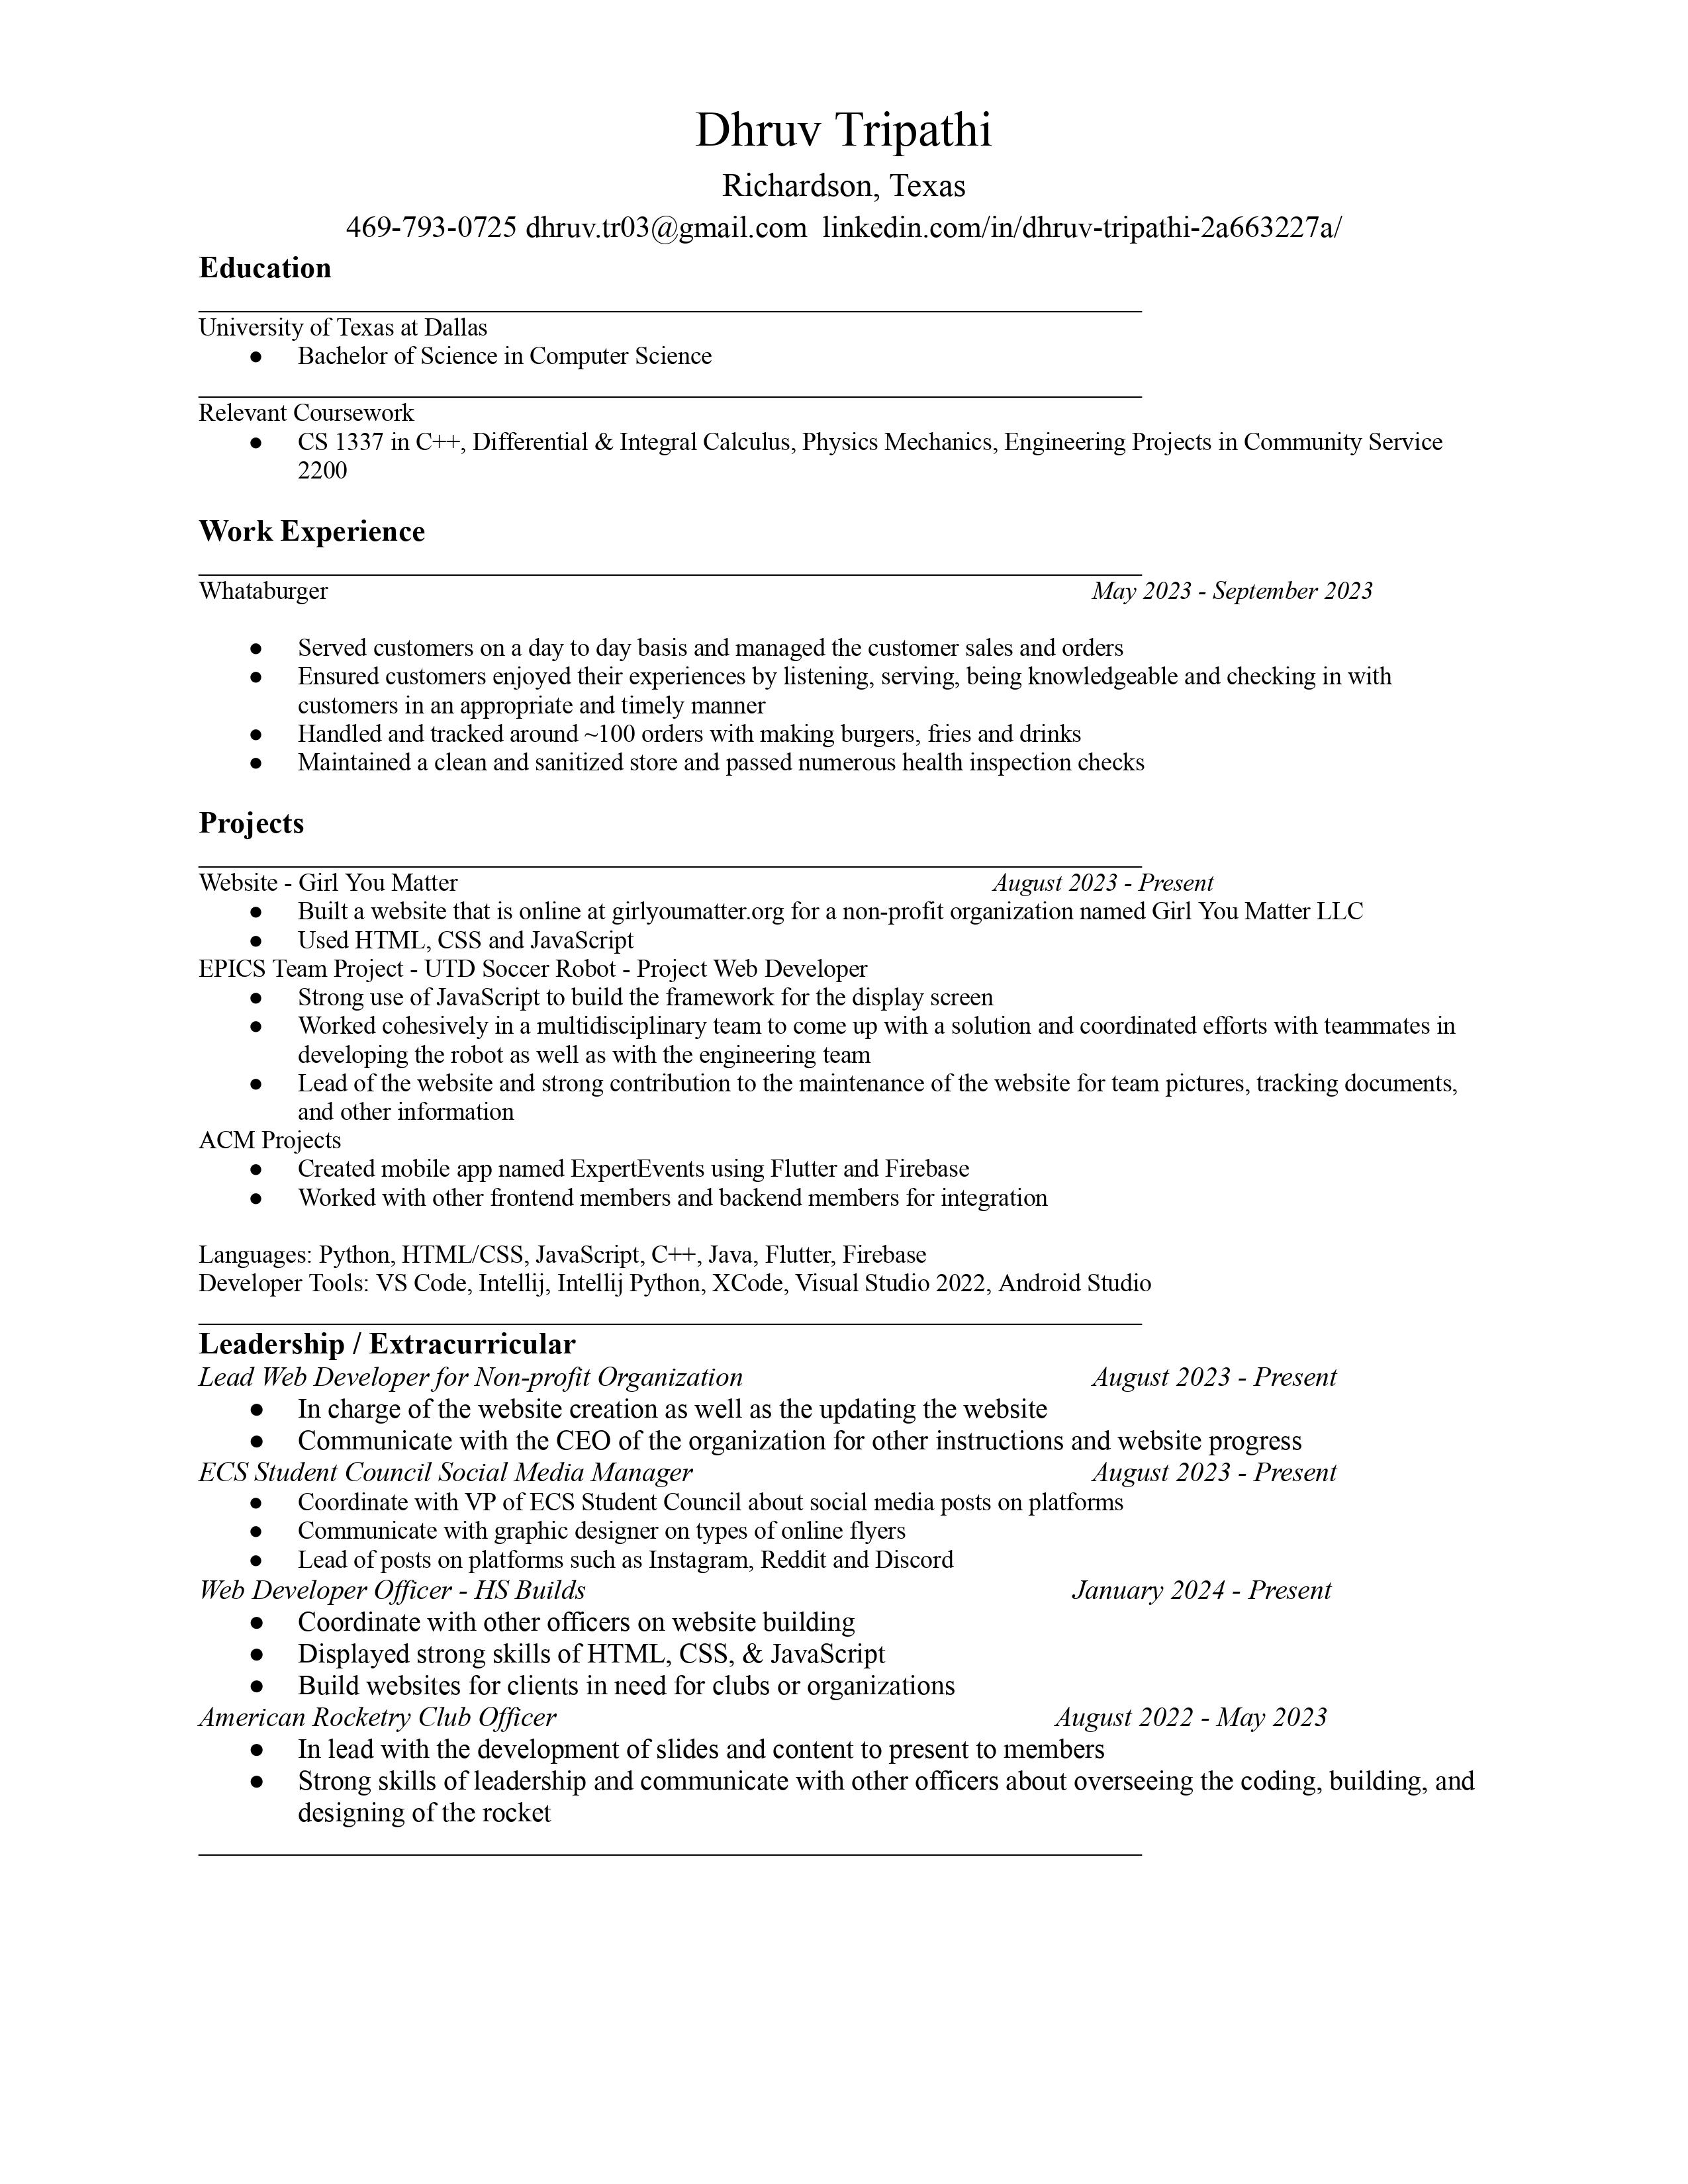 Dhruv Tripathi
Richardson, Texas
469-793-0725 dhruv.tr03@gmail.com linkedin.com/in/dhruv-tripathi-2a663227a/
Education
University of Texas at Dallas
● Bachelor of Science in Computer Science
Relevant Coursework
● CS 1337 in C++, Differential & Integral Calculus, Physics Mechanics, Engineering Projects in Community Service
2200
Work Experience
Whataburger May 2023 - September 2023
● Served customers on a day to day basis and managed the customer sales and orders
● Ensured customers enjoyed their experiences by listening, serving, being knowledgeable and checking in with
customers in an appropriate and timely manner
● Handled and tracked around ~100 orders with making burgers, fries and drinks
● Maintained a clean and sanitized store and passed numerous health inspection checks
Projects
Website - Girl You Matter August 2023 - Present
● Built a website that is online at girlyoumatter.org for a non-profit organization named Girl You Matter LLC
● Used HTML, CSS and JavaScript
EPICS Team Project - UTD Soccer Robot - Project Web Developer
● Strong use of JavaScript to build the framework for the display screen
● Worked cohesively in a multidisciplinary team to come up with a solution and coordinated efforts with teammates in
developing the robot as well as with the engineering team
● Lead of the website and strong contribution to the maintenance of the website for team pictures, tracking documents,
and other information
ACM Projects
● Created mobile app named ExpertEvents using Flutter and Firebase
● Worked with other frontend members and backend members for integration
Languages: Python, HTML/CSS, JavaScript, C++, Java, Flutter, Firebase
Developer Tools: VS Code, Intellij, Intellij Python, XCode, Visual Studio 2022, Android Studio
Leadership / Extracurricular
Lead Web Developer for Non-profit Organization August 2023 - Present
● In charge of the website creation as well as the updating the website
● Communicate with the CEO of the organization for other instructions and website progress
ECS Student Council Social Media Manager August 2023 - Present
● Coordinate with VP of ECS Student Council about social media posts on platforms
● Communicate with graphic designer on types of online flyers
● Lead of posts on platforms such as Instagram, Reddit and Discord
Web Developer Officer - HS Builds January 2024 - Present
● Coordinate with other officers on website building
● Displayed strong skills of HTML, CSS, & JavaScript
● Build websites for clients in need for clubs or organizations
American Rocketry Club Officer August 2022 - May 2023
● In lead with the development of slides and content to present to members
● Strong skills of leadership and communicate with other officers about overseeing the coding, building, and
designing of the rocket